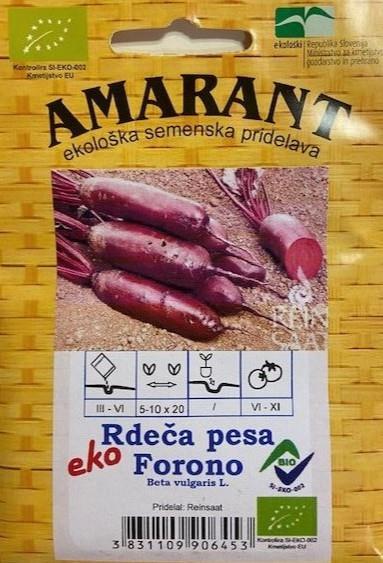 Kontrolira SI-EKO-002
Kmetijstvo EU
ekološki
Republika Slovenija
Ministrstvo za kmetijstvo
gozdarstvo in prehrano
AMARANT
ekološka semenska pridelava
REIN
SAAT
III - VI
5-10 x 20
/
VI - XI
Rdeča pesa
eko Forono
Beta vulgaris L.
BIO
SI-EKO-002
Pridelal: Reinsaat
3 831109 906453
Kontrolira SI-EKO-002
Kmetijstvo EU